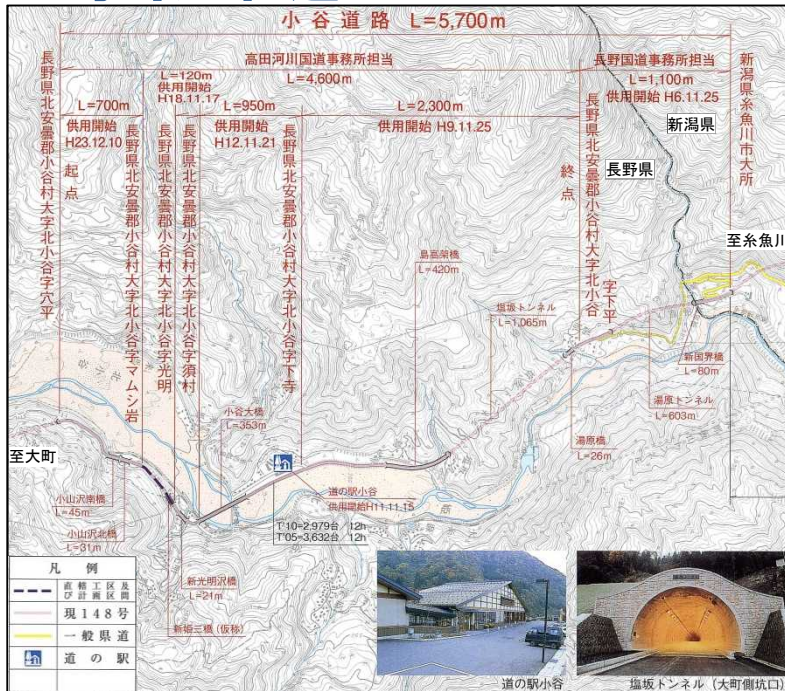 小谷道路 L=5,700m
高田河川国道事務所担当
L=4,600m
長野国道事務所担当
L=1,100m
供用開始 H6.11.25
L=120m
供用開始
H18.11.17
L=700m
供用開始
H23.12.10
L=950m
供用開始
H12.11.21
L=2,300m
供用開始 H9.11.25
長野県北安曇郡小谷村大字北小谷字穴平
起点
長野県北安曇郡小谷村大字北小谷字マムシ岩
長野県北安曇郡小谷村大字北小谷字光明
長野県北安曇郡小谷村大字北小谷字須村
長野県北安曇郡小谷村大字北小谷字下寺
終点
長野県北安曇郡小谷村大字北小谷
字下平
新潟県糸魚川市大所
新潟県
長野県
至糸魚川
至大町
島高架橋
L=420m
塩坂トンネル
L=1,065m
新国界橋
L=80m
湯原トンネル
L=603m
湯原橋
L=26m
小谷大橋
L=353m
道の駅小谷
供用開始H11.11.15
T'10=2,979台/12h
T'05=3,632台/12h
小山沢南橋
L=45m
小山沢北橋
L=31m
新光明沢橋
L=21m
新姫三橋(仮称)
凡例
直轄工区及び計画区間
現148号
一般県道
道の駅
道の駅小谷
塩坂トンネル(大町側坑口)